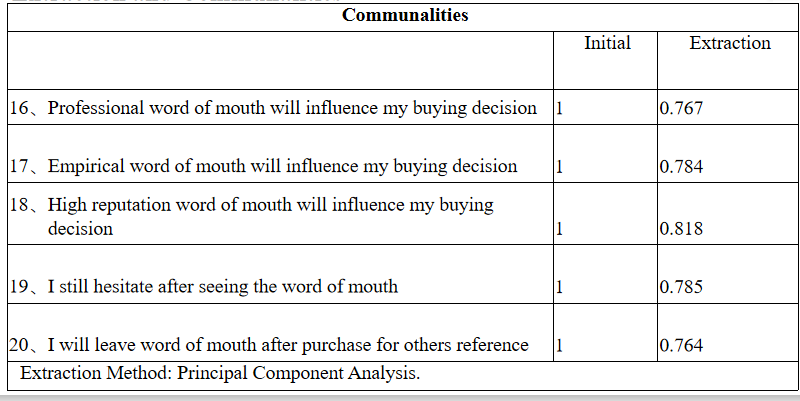 Communalities
Initial Extraction
16、Professional word of mouth will influence my buying decision 1 0.767
17、Empirical word of mouth will influence my buying decision 1 0.784
18、High reputation word of mouth will influence my buying
decision 1 0.818
19、I still hesitate after seeing the word of mouth 1 0.785
20、I will leave word of mouth after purchase for others reference 1 0.764
Extraction Method: Principal Component Analysis.